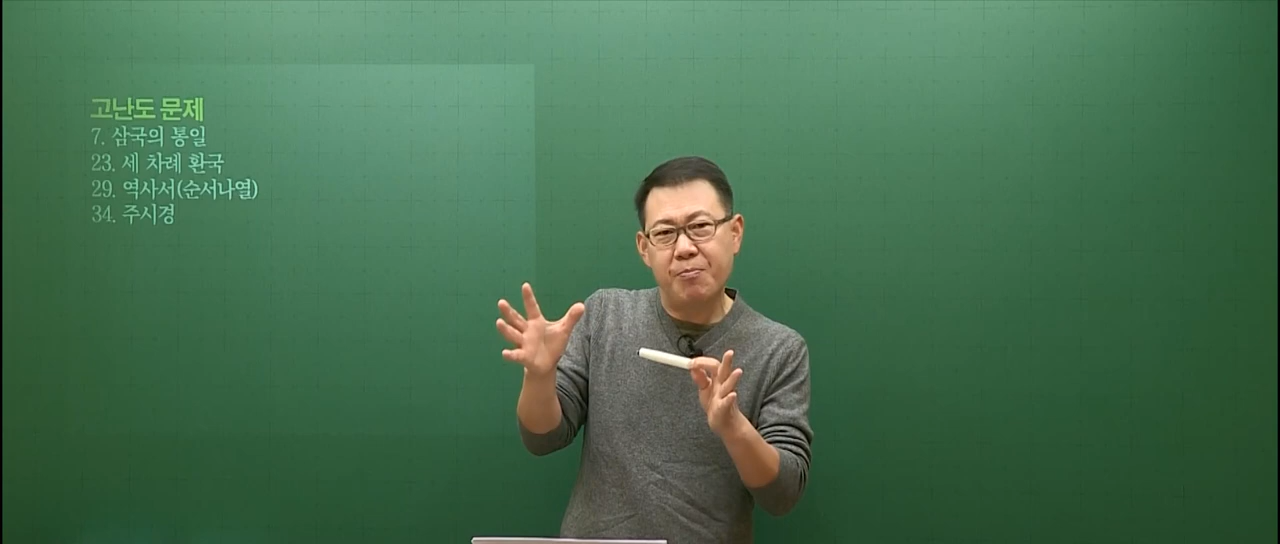 고난도 문제
7. 삼국의 통일
23. 세 차례 환국
29. 역사서(순서나열)
34. 주시경